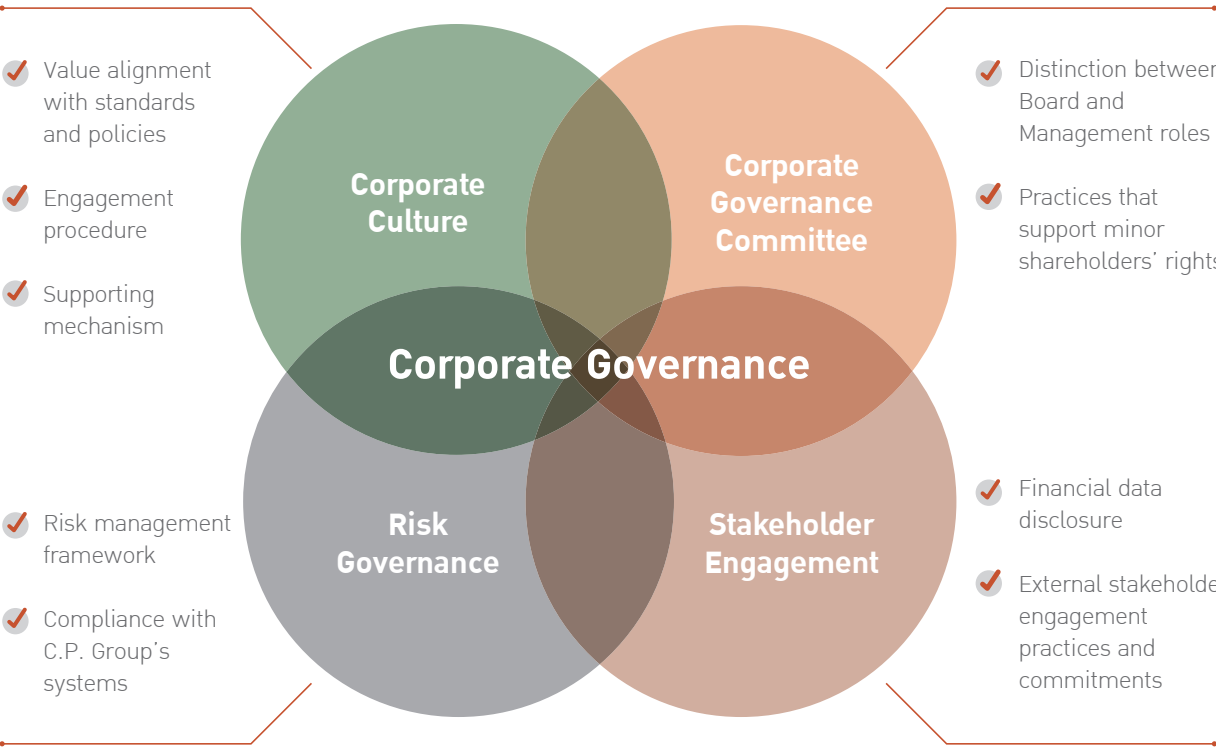 Value alignment
with standards
and policies
Engagement
procedure
Supporting
mechanism
Corporate
Culture
Corporate
Governance
Committee
Distinction between
Board and
Management roles
Practices that
support minor
shareholders' rights
Corporate Governance
Risk management
framework
Compliance with
C.P. Group's
systems
Risk
Governance
Stakeholder
Engagement
Financial data
disclosure
External stakeholde
engagement
practices and
commitments